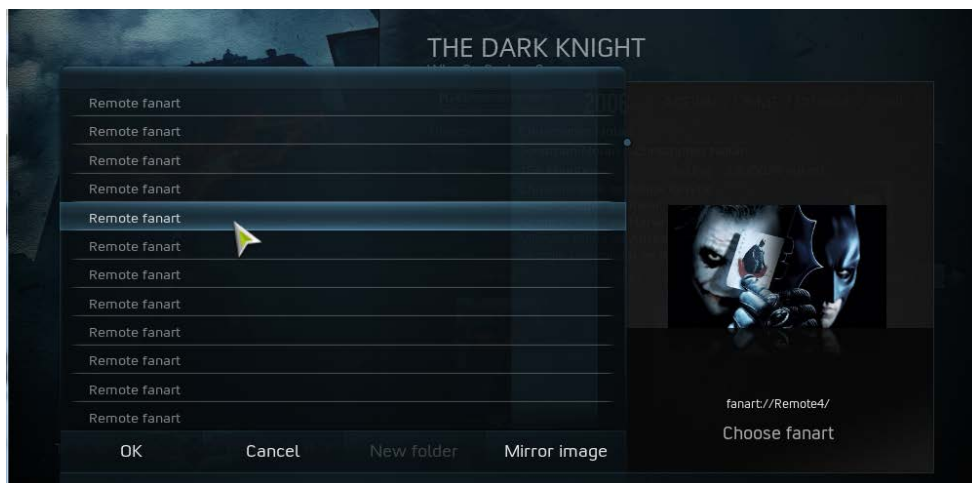 THE DARK KNIGHT
Remote fanart
Remote fanart
Remote fanart
Remote fanart
Remote fanart
Remote fanart
Remote fanart
Remote fanart
Remote fanart
Remote fanart
Remote fanart
Remote fanart
OK Cancel New folder Mirror image
fanart://Remote4/
Choose fanart